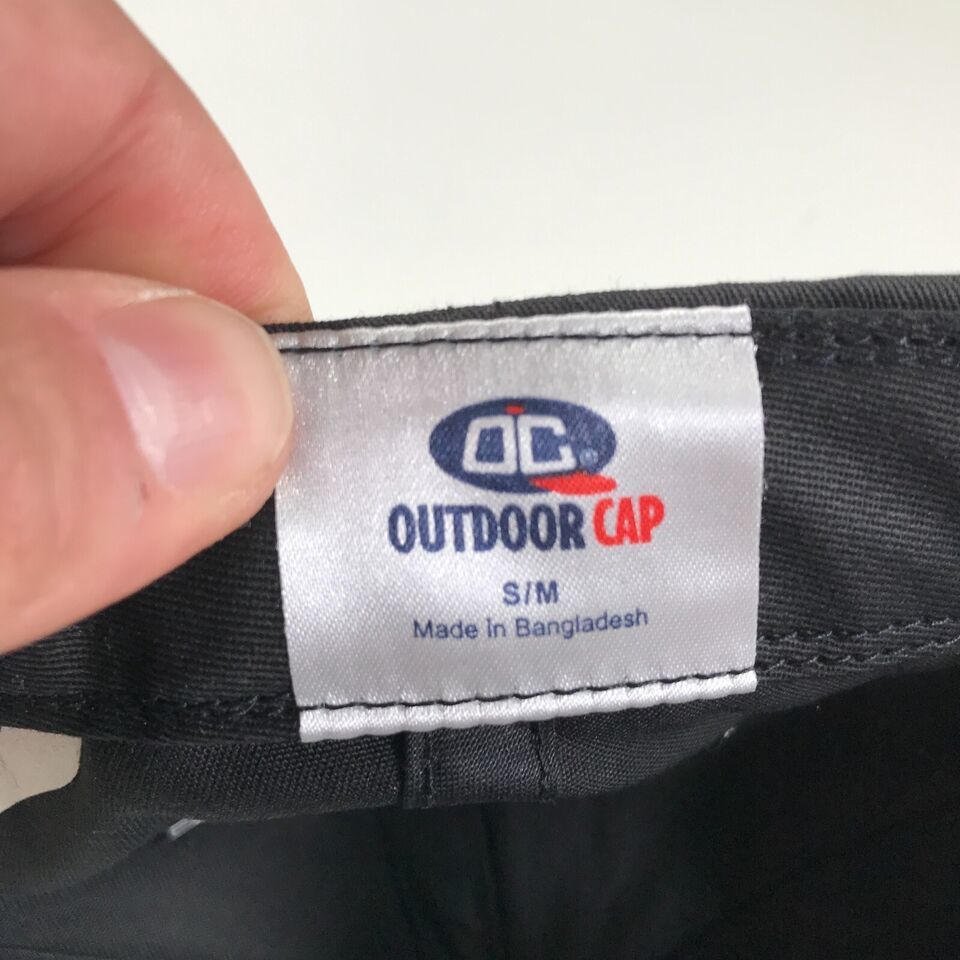 OC®
OUTDOOR CAP
S/M
Made in Bangladesh